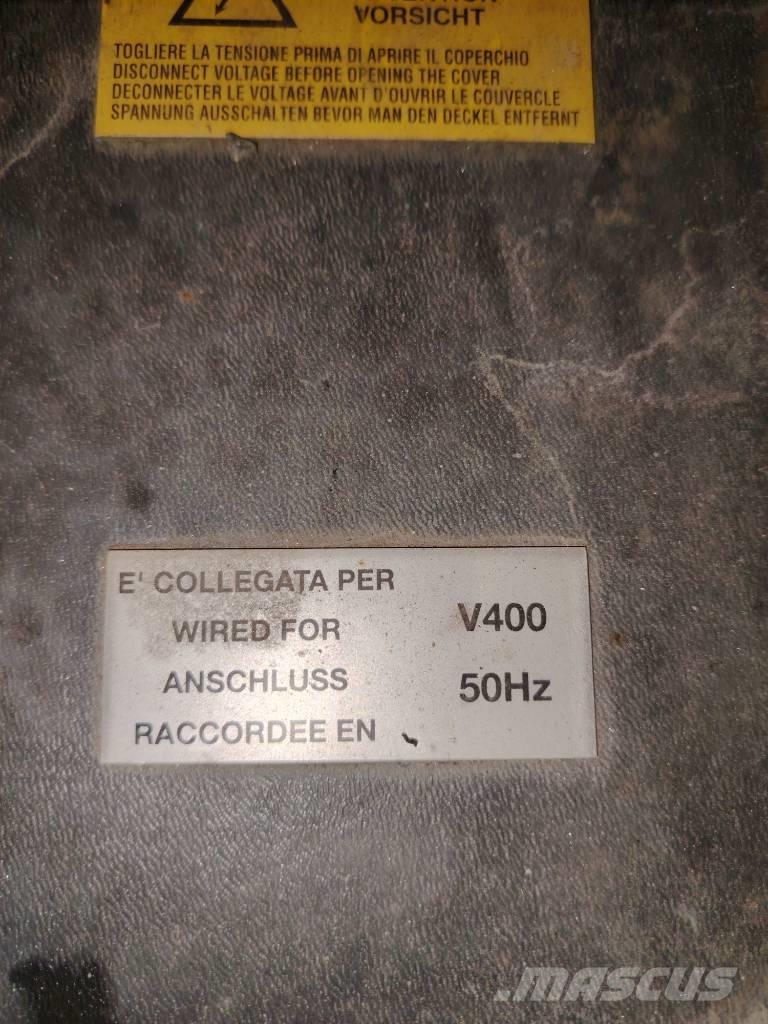 VORSICHT
TOGLIERE LA TENSIONE PRIMA DI APRIRE IL COPERCHIO
DISCONNECT VOLTAGE BEFORE OPENING THE COVER
DECONNECTER LE VOLTAGE AVANT D'OUVRIR LE COUVERCLE
SPANNUNG AUSSCHALTEN BEVOR MAN DEN DECKEL ENTFERNT
E' COLLEGATA PER
WIRED FOR
V400
ANSCHLUSS
50Hz
RACCORDEE EN
MASCUS